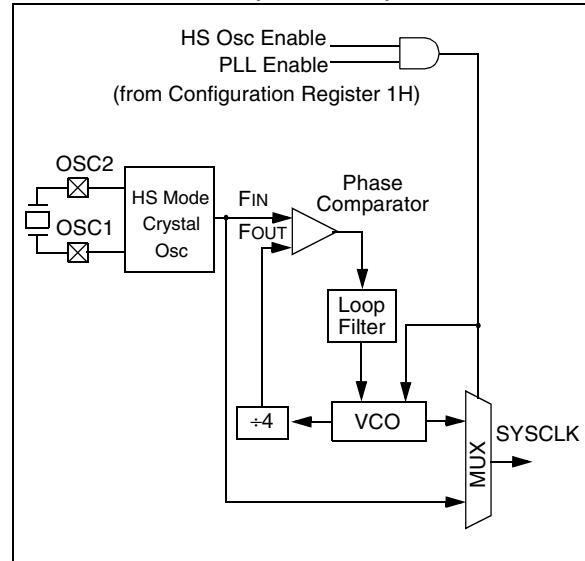 HS Osc Enable
PLL Enable
(from Configuration Register 1H)
OSC2
OSC1
HS Mode
Crystal
Osc
FIN
FOUT
Phase
Comparator
Loop
Filter
÷4
VCO
MUX
SYSCLK